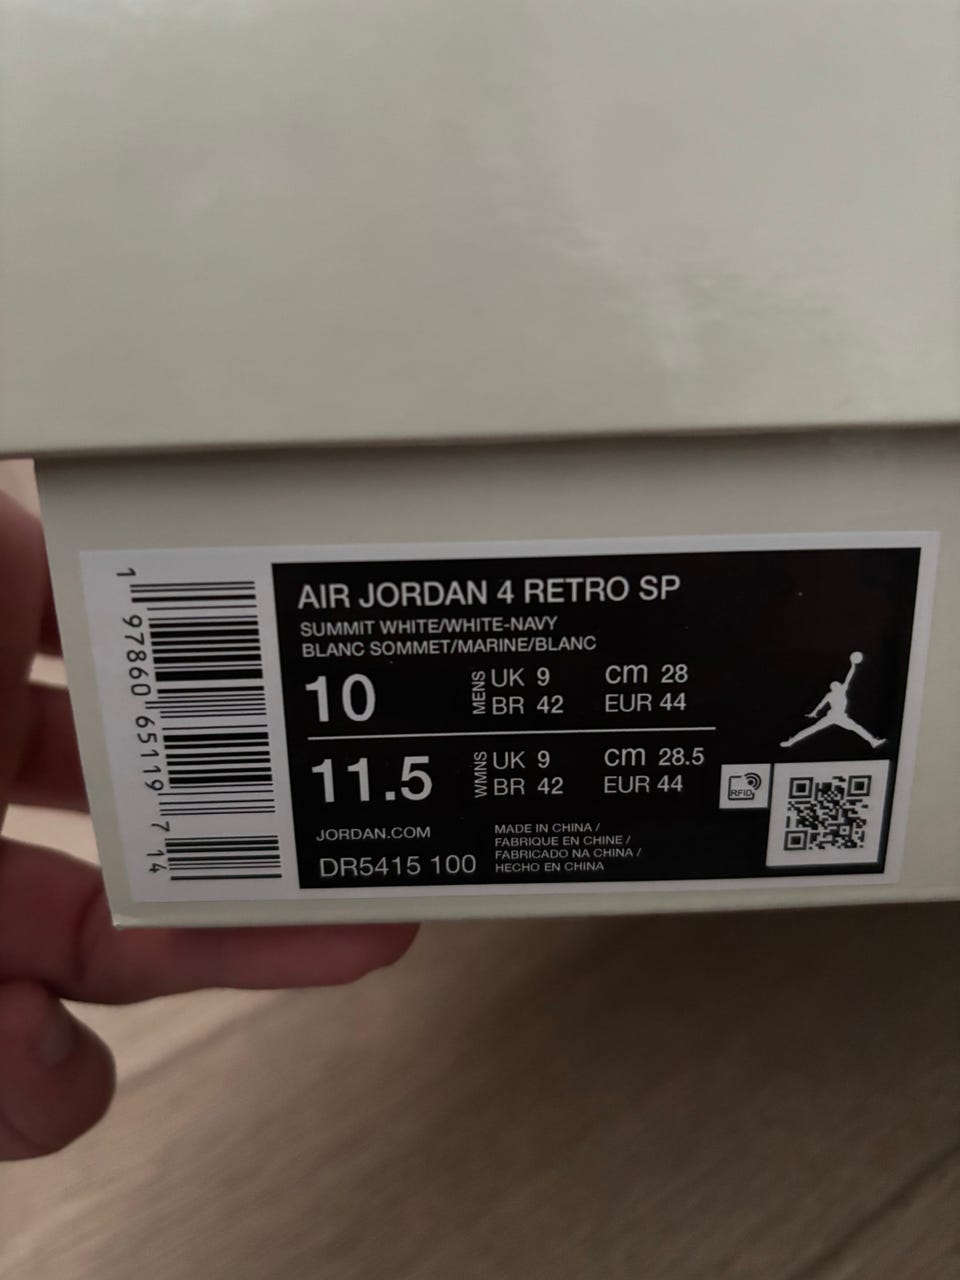 AIR JORDAN 4 RETRO SP
SUMMIT WHITE/WHITE-NAVY
BLANC SOMMET/MARINE/BLANC
10 MENS UK 9 cm 28
BR 42 EUR 44
11.5 WMNS UK 9 cm 28.5
BR 42 EUR 44
RFID
JORDAN.COM
DR5415 100
MADE IN CHINA /
FABRIQUE EN CHINE /
FABRICADO NA CHINA /
HECHO EN CHINA
1 97860 65119 7 14